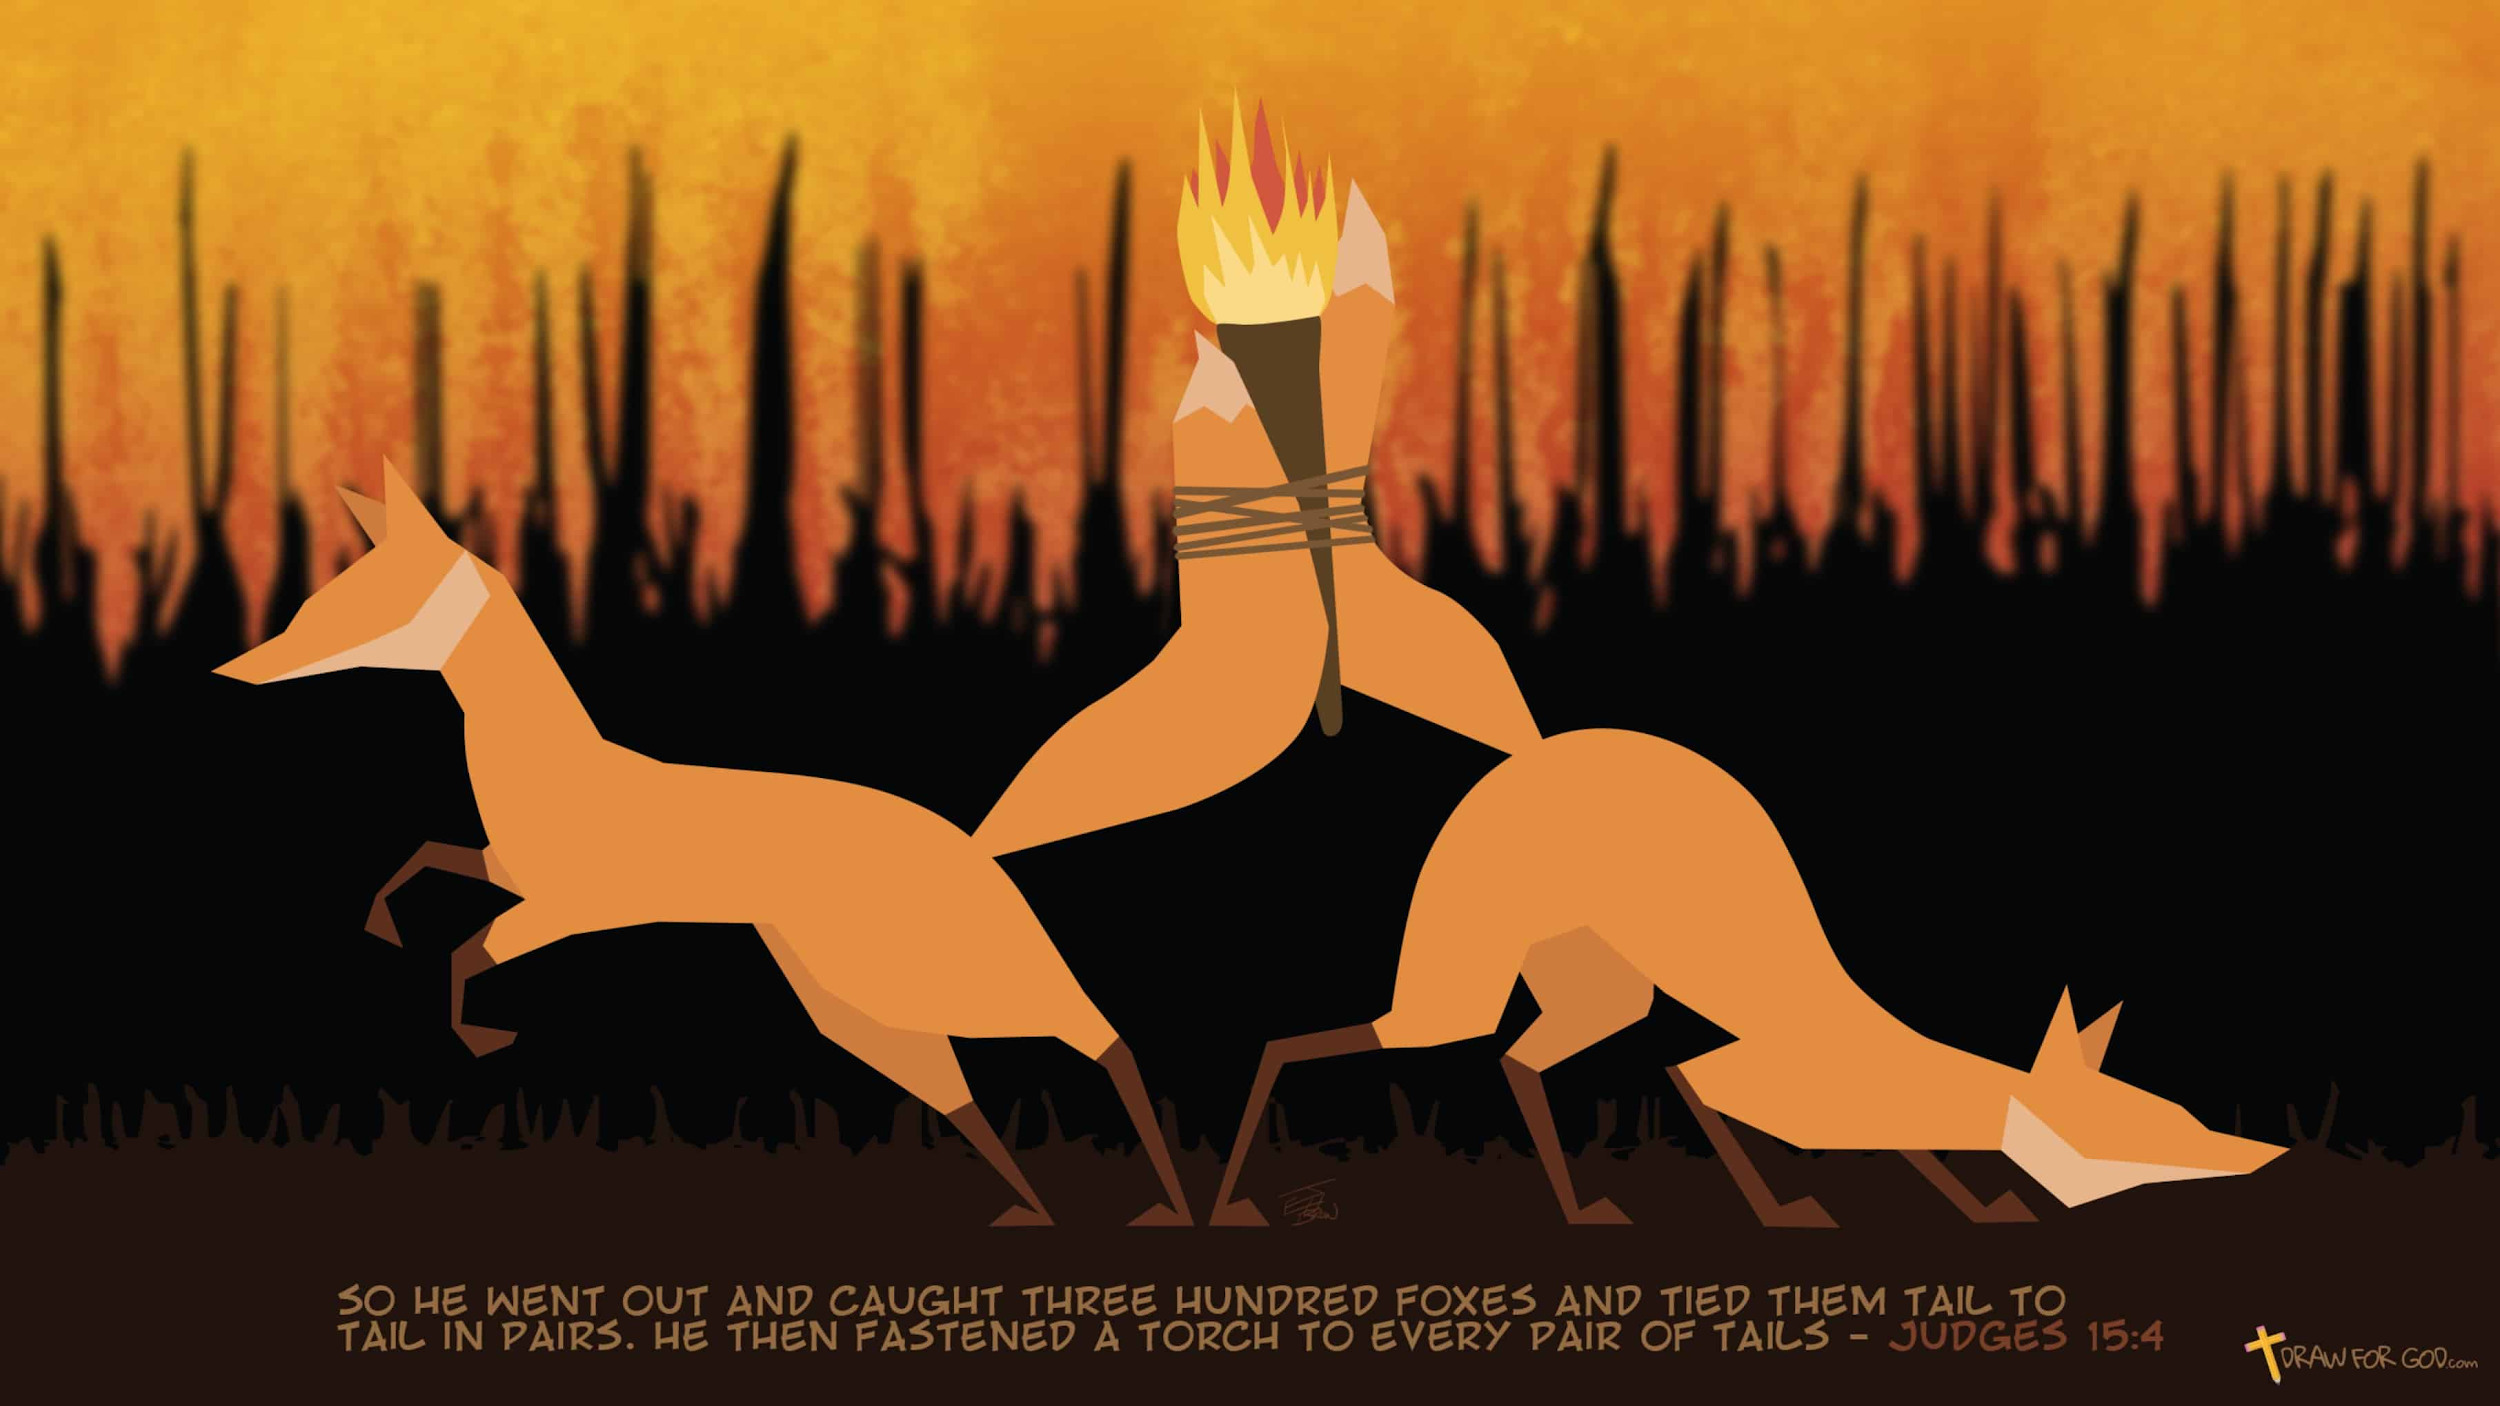 SO HE WENT OUT AND CAUGHT THREE HUNDRED FOXES AND TIED THEM TAIL TO
TAIL IN PAIRS. HE THEN FASTENED A TORCH TO EVERY PAIR OF TAILS – JUDGES 15:4
DRAW FOR GOD.com